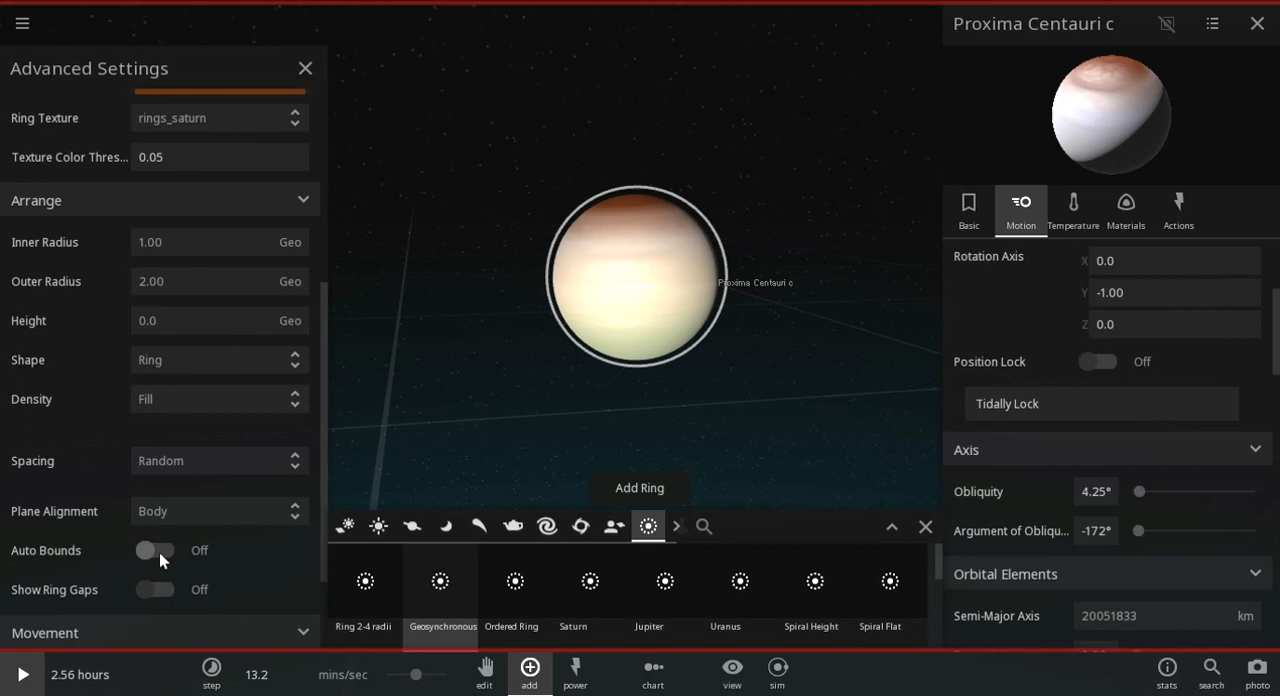 Proxima Centauri c
Advanced Settings
Ring Texture rings_saturn
Texture Color Thres... 0.05
Arrange
Inner Radius 1.00 Geo
Outer Radius 2.00 Geo
Height 0.0 Geo
Shape Ring
Density Fill
Spacing Random
Plane Alignment Body
Auto Bounds Off
Show Ring Gaps Off
Movement
Proxima Centauri c
Add Ring
Ring 2-4 radii Geosynchronous Ordered Ring Saturn Jupiter Uranus Spiral Height Spiral Flat
Basic Motion Temperature Materials Actions
Rotation Axis X 0.0
Y -1.00
Z 0.0
Position Lock Off
Tidally Lock
Axis
Obliquity 4.25°
Argument of Obliqu... -172°
Orbital Elements
Semi-Major Axis 20051833 km
2.56 hours step 13.2 mins/sec edit add power chart view sim stats search photo